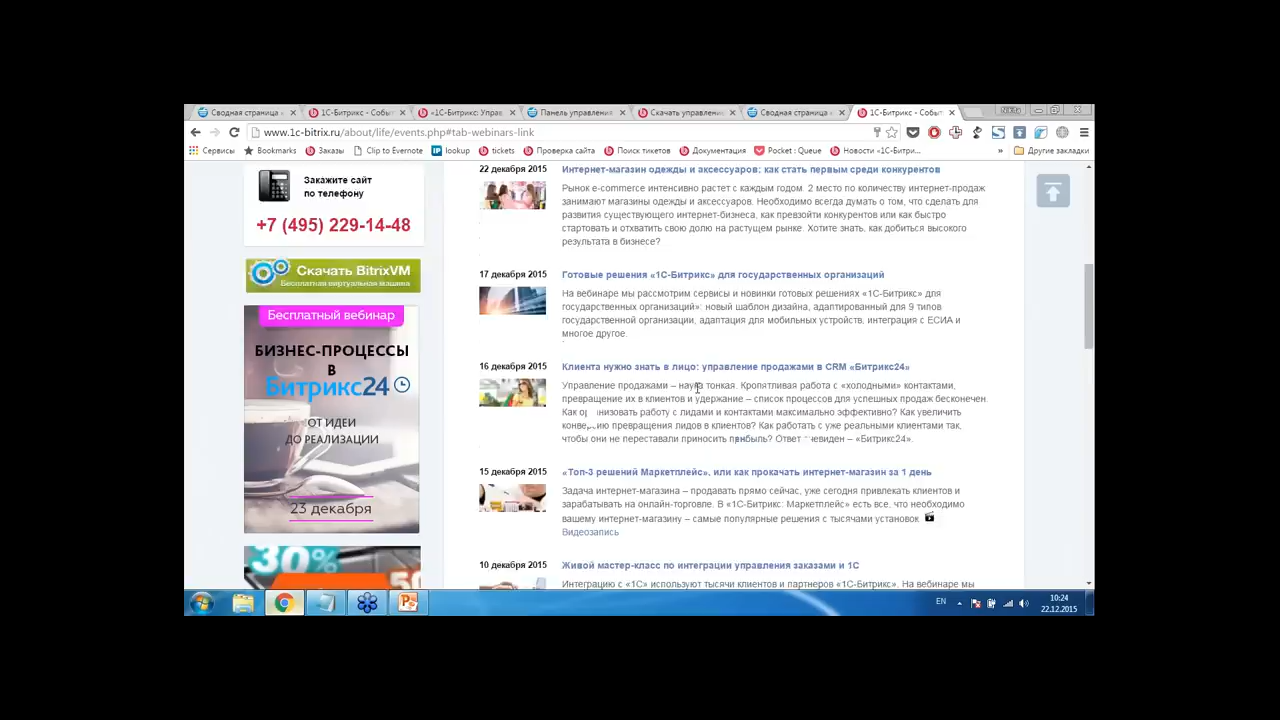 Сводная страница
1С-Битрикс - Событ
«1С-Битрикс: Управ
Панель управлени
Скачать управлени
Сводная страница
1С-Битрикс - Событ
www.1c-bitrix.ru/about/life/events.php#tab-webinars-link
Сервисы
Bookmarks
Заказы
Clip to Evernote
lookup
tickets
Проверка сайта
Поиск тикетов
Документация
Pocket : Queue
Новости «1С-Битри...
»
Другие закладки
Закажите сайт
по телефону
+7 (495) 229-14-48
Скачать BitrixVM
Бесплатная виртуальная машина
Бесплатный вебинар
БИЗНЕС-ПРОЦЕССЫ
В
Битрикс24
ОТ ИДЕИ
ДО РЕАЛИЗАЦИИ
23 декабря
30%
22 декабря 2015
Интернет-магазин одежды и аксессуаров: как стать первым среди конкурентов
Рынок e-commerce интенсивно растет с каждым годом. 2 место по количеству интернет-продаж
занимают магазины одежды и аксессуаров. Необходимо всегда думать о том, что сделать для
развития существующего интернет-бизнеса, как превзойти конкурентов или как быстро
стартовать и отхватить свою долю на растущем рынке. Хотите знать, как добиться высокого
результата в бизнесе?
17 декабря 2015
Готовые решения «1С-Битрикс» для государственных организаций
На вебинаре мы рассмотрим сервисы и новинки готовых решениях «1С-Битрикс» для
государственных организаций»: новый шаблон дизайна, адаптированный для 9 типов
государственной организации, адаптация для мобильных устройств, интеграция с ЕСИА и
многое другое.
16 декабря 2015
Клиента нужно знать в лицо: управление продажами в CRM «Битрикс24»
Управление продажами – наука тонкая. Кропотливая работа с «холодными» контактами,
превращение их в клиентов и удержание – список процессов для успешных продаж бесконечен.
Как низовать работу с лидами и контактами максимально эффективно? Как увеличить
конверсию превращения лидов в клиентов? Как работать с уже реальными клиентами так,
чтобы они не переставали приносить прибыль? Ответ очевиден – «Битрикс24».
15 декабря 2015
«Топ-3 решений Маркетплейс», или как прокачать интернет-магазин за 1 день
Задача интернет-магазина – продавать прямо сейчас, уже сегодня привлекать клиентов и
зарабатывать на онлайн-торговле. В «1С-Битрикс: Маркетплейс» есть все, что необходимо
вашему интернет-магазину – самые популярные решения с тысячами установок
Видеозапись
10 декабря 2015
Живой мастер-класс по интеграции управления заказами и 1С
Интеграцию с «1С» используют тысячи клиентов и партнеров «1С-Битрикс». На вебинаре мы
EN
10:24
22.12.2015